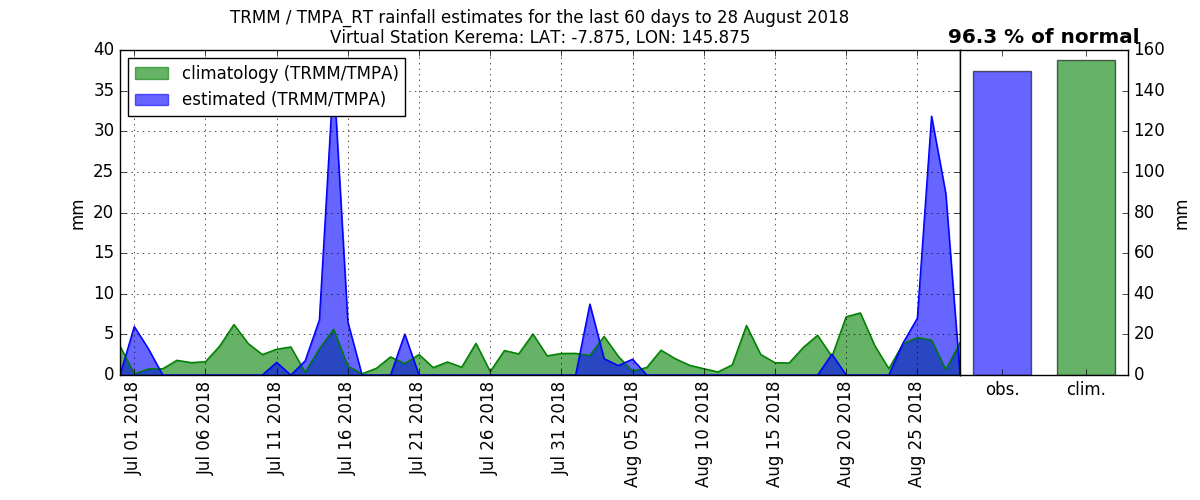 TRMM / TMPA_RT rainfall estimates for the last 60 days to 28 August 2018
Virtual Station Kerema: LAT: -7.875, LON: 145.875
96.3 % of normal
climatology (TRMM/TMPA)
estimated (TRMM/TMPA)
40
35
30
25
20
15
10
5
0
mm
Jul 01 2018
Jul 06 2018
Jul 11 2018
Jul 16 2018
Jul 21 2018
Jul 26 2018
Jul 31 2018
Aug 05 2018
Aug 10 2018
Aug 15 2018
Aug 20 2018
Aug 25 2018
obs.
clim.
160
140
120
100
80
60
40
20
0
mm